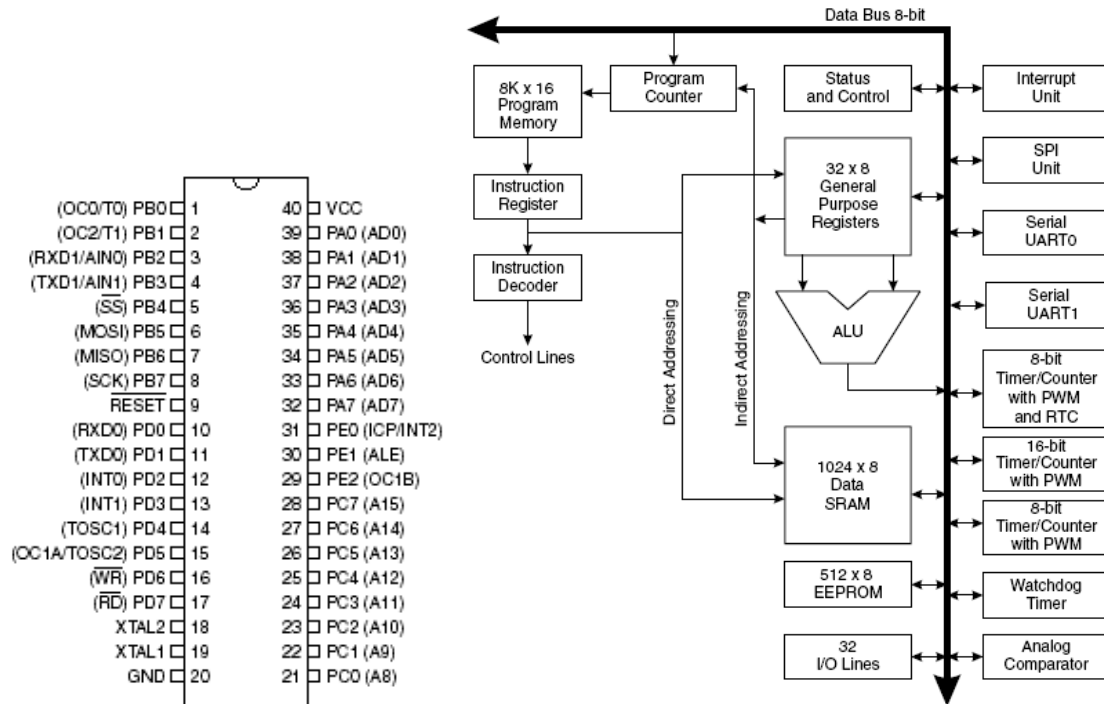 Data Bus 8-bit
8K x 16
Program
Memory
Program
Counter
Status
and Control
Interrupt
Unit
Instruction
Register
32 x 8
General
Purpose
Registers
SPI
Unit
Instruction
Decoder
Serial
UART0
Control Lines
Direct Addressing
Indirect Addressing
ALU
Serial
UART1
8-bit
Timer/Counter
with PWM
and RTC
1024 x 8
Data
SRAM
16-bit
Timer/Counter
with PWM
8-bit
Timer/Counter
with PWM
512 x 8
EEPROM
Watchdog
Timer
32
I/O Lines
Analog
Comparator
(OC0/T0) PB0 1 40 VCC
(OC2/T1) PB1 2 39 PA0 (AD0)
(RXD1/AIN0) PB2 3 38 PA1 (AD1)
(TXD1/AIN1) PB3 4 37 PA2 (AD2)
(SS) PB4 5 36 PA3 (AD3)
(MOSI) PB5 6 35 PA4 (AD4)
(MISO) PB6 7 34 PA5 (AD5)
(SCK) PB7 8 33 PA6 (AD6)
RESET 9 32 PA7 (AD7)
(RXD0) PD0 10 31 PE0 (ICP/INT2)
(TXD0) PD1 11 30 PE1 (ALE)
(INT0) PD2 12 29 PE2 (OC1B)
(INT1) PD3 13 28 PC7 (A15)
(TOSC1) PD4 14 27 PC6 (A14)
(OC1A/TOSC2) PD5 15 26 PC5 (A13)
(WR) PD6 16 25 PC4 (A12)
(RD) PD7 17 24 PC3 (A11)
XTAL2 18 23 PC2 (A10)
XTAL1 19 22 PC1 (A9)
GND 20 21 PC0 (A8)